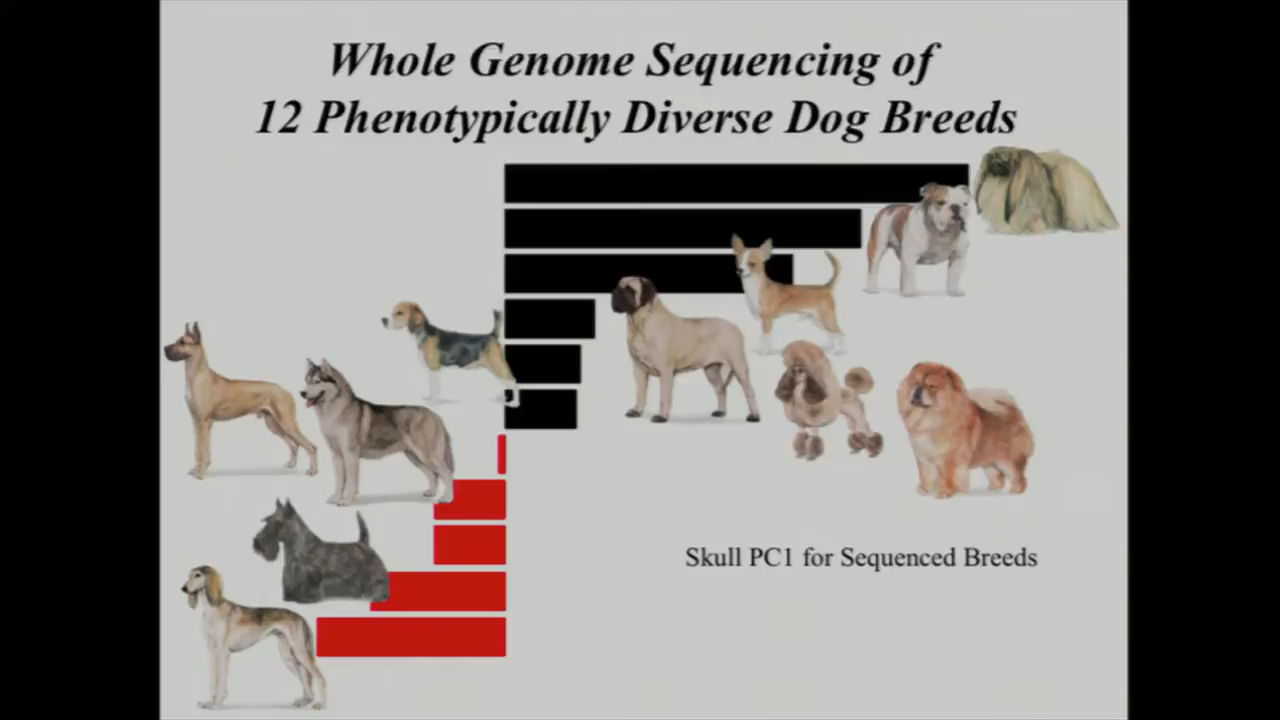 Whole Genome Sequencing of
12 Phenotypically Diverse Dog Breeds
Skull PC1 for Sequenced Breeds